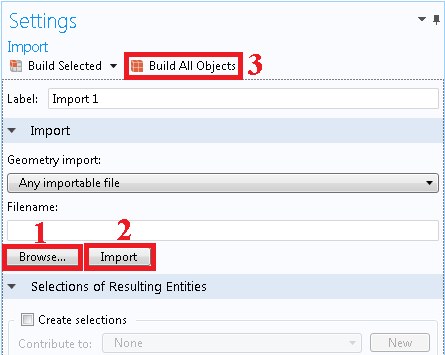 Settings
Import
Build Selected Build All Objects 3
Label: Import 1
Import
Geometry import:
Any importable file
Filename:
1 2
Browse... Import
Selections of Resulting Entities
Create selections
Contribute to: None New